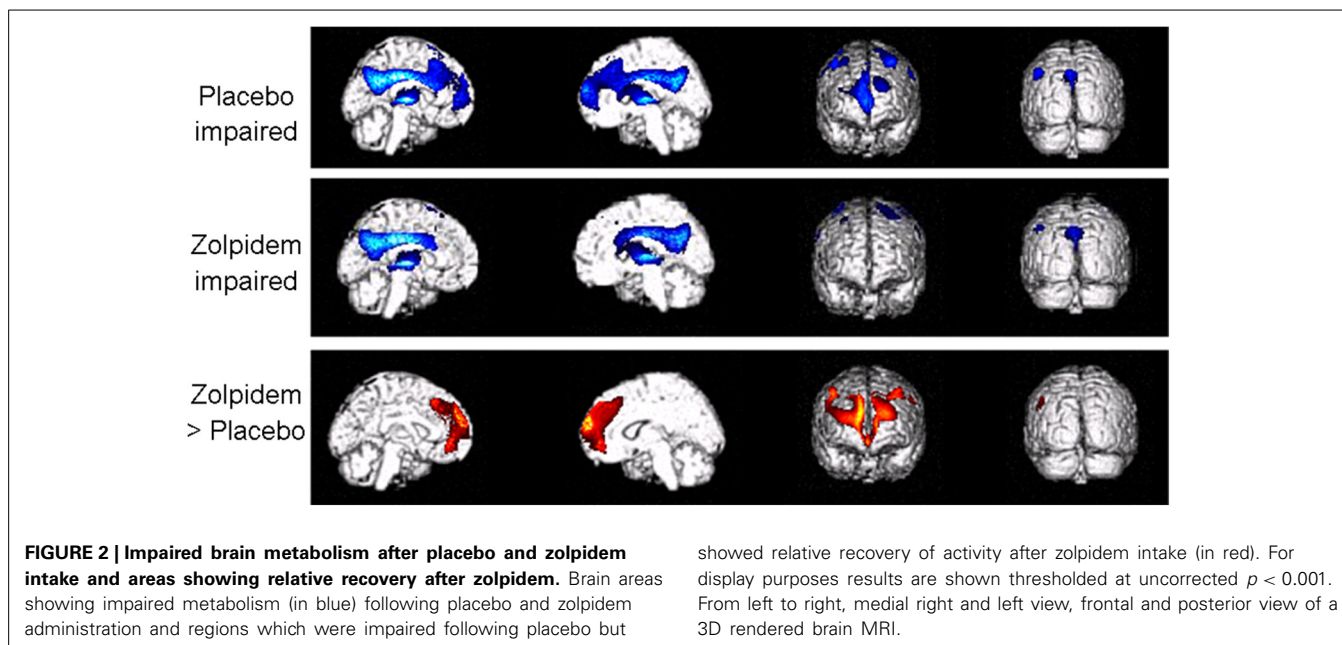 Placebo
impaired
Zolpidem
impaired
Zolpidem
> Placebo
FIGURE 2 | Impaired brain metabolism after placebo and zolpidem
intake and areas showing relative recovery after zolpidem. Brain areas
showing impaired metabolism (in blue) following placebo and zolpidem
administration and regions which were impaired following placebo but
showed relative recovery of activity after zolpidem intake (in red). For
display purposes results are shown thresholded at uncorrected p < 0.001.
From left to right, medial right and left view, frontal and posterior view of a
3D rendered brain MRI.